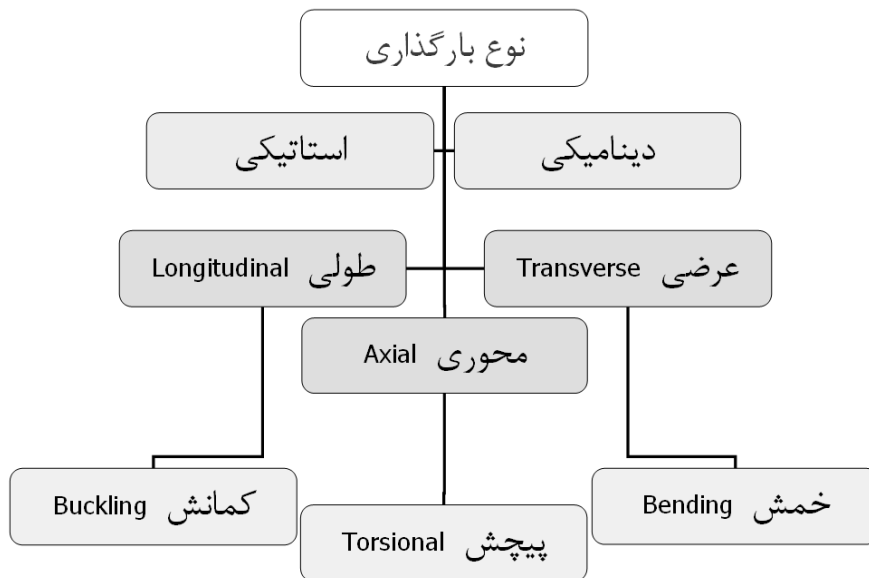 نوع بارگذاری
دینامیکی
استاتیکی
عرضی Transverse
طولی Longitudinal
محوری Axial
خمش Bending
کمانش Buckling
پیچش Torsional